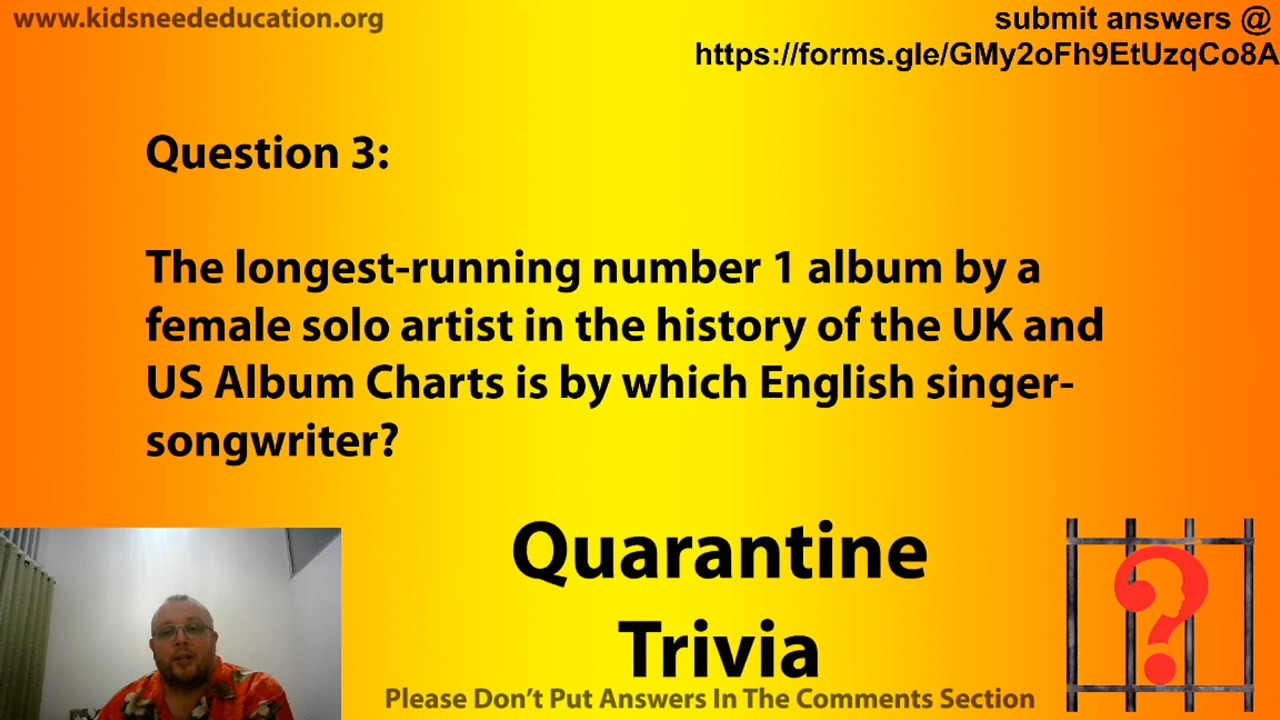 www.kidsneededucation.org
submit answers @
https://forms.gle/GMy2oFh9EtUzqCo8A
Question 3:
The longest-running number 1 album by a
female solo artist in the history of the UK and
US Album Charts is by which English singer-
songwriter?
Quarantine
Trivia
Please Don’t Put Answers In The Comments Section